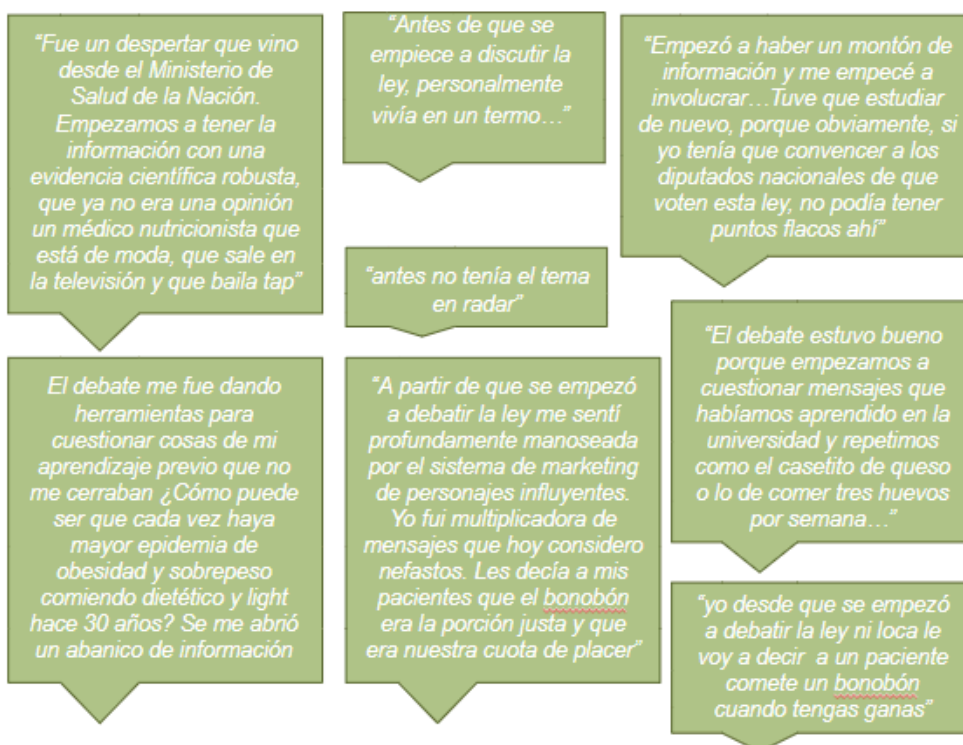 “Fue un despertar que vino
desde el Ministerio de
Salud de la Nación.
Empezamos a tener la
información con una
evidencia científica robusta,
que ya no era una opinión
un médico nutricionista que
está de moda, que sale en
la televisión y que baila tap”
“Antes de que se
empiece a discutir la
ley, personalmente
vivía en un termo…”
“Empezó a haber un montón de
información y me empecé a
involucrar…Tuve que estudiar
de nuevo, porque obviamente, si
yo tenía que convencer a los
diputados nacionales de que
voten esta ley, no podía tener
puntos flacos ahí”
“antes no tenía el tema
en radar”
El debate me fue dando
herramientas para
cuestionar cosas de mi
aprendizaje previo que no
me cerraban ¿Cómo puede
ser que cada vez haya
mayor epidemia de
obesidad y sobrepeso
comiendo dietético y light
hace 30 años? Se me abrió
un abanico de información
“A partir de que se empezó
a debatir la ley me sentí
profundamente manoseada
por el sistema de marketing
de personajes influyentes.
Yo fui multiplicadora de
mensajes que hoy considero
nefastos. Les decía a mis
pacientes que el bonobón
era la porción justa y que
era nuestra cuota de placer”
“El debate estuvo bueno
porque empezamos a
cuestionar mensajes que
habíamos aprendido en la
universidad y repetimos
como el casetito de queso
o lo de comer tres huevos
por semana…”
“yo desde que se empezó
a debatir la ley ni loca le
voy a decir a un paciente
comete un bonobón
cuando tengas ganas”